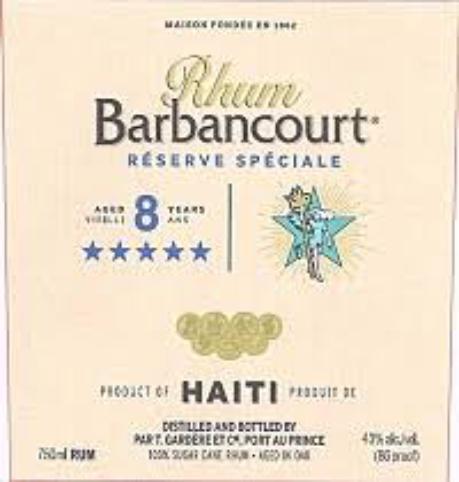 MAISON FONDÉE EN 1862
Rhum
Barbancourt®
RÉSERVE SPÉCIALE
AGED 8 YEARS
VIEILLI ANS
PRODUCT OF HAITI PRODUIT DE
DISTILLED AND BOTTLED BY
PAR T. GARDÈRE ET Cie, PORT AU PRINCE
100% SUGAR CANE RHUM • AGED IN OAK
750ml RUM
43% alc./vol.
(86 proof)